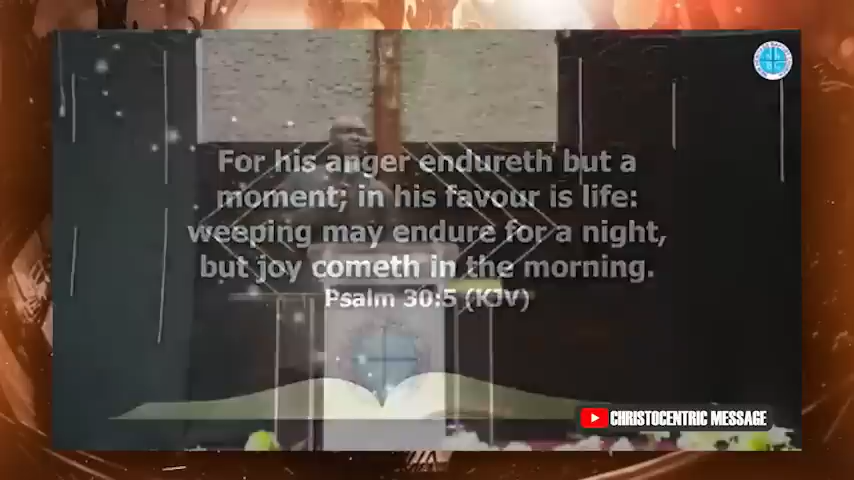 For his anger endureth but a
moment; in his favour is life:
weeping may endure for a night,
but joy cometh in the morning.
Psalm 30:5 (KJV)
CHRISTOCENTRIC MESSAGE